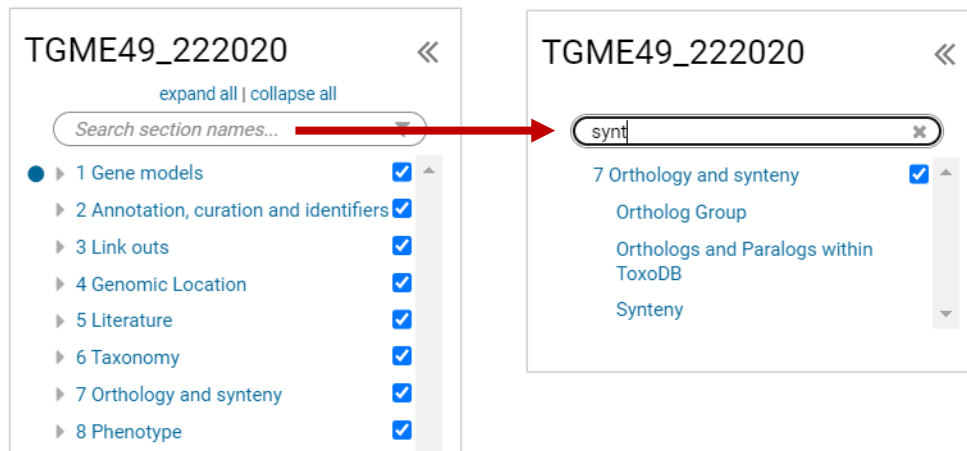 TGME49_222020
expand all | collapse all
Search section names...
1 Gene models
2 Annotation, curation and identifiers
3 Link outs
4 Genomic Location
5 Literature
6 Taxonomy
7 Orthology and synteny
8 Phenotype
TGME49_222020
synt
7 Orthology and synteny
Ortholog Group
Orthologs and Paralogs within
ToxoDB
Synteny